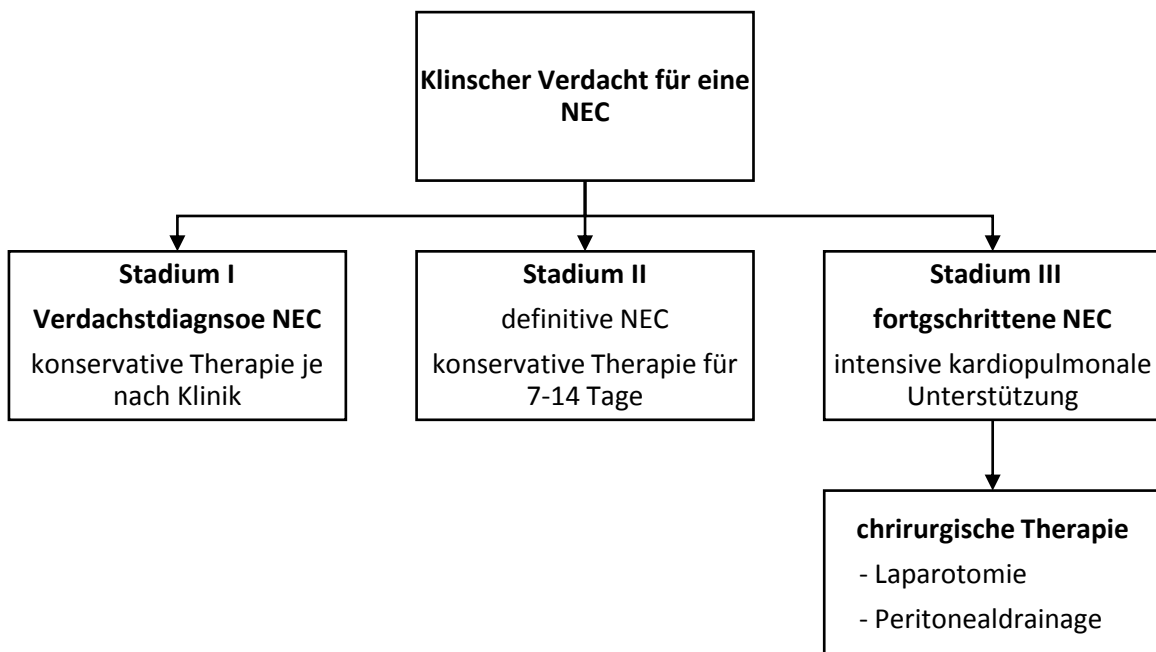 Klinscher Verdacht für eine
NEC
Stadium I
Verdachstdiagnsoe NEC
konservative Therapie je
nach Klinik
Stadium II
definitive NEC
konservative Therapie für
7-14 Tage
Stadium III
fortgschrittene NEC
intensive kardiopulmonale
Unterstützung
chrirurgische Therapie
- Laparotomie
- Peritonealdrainage